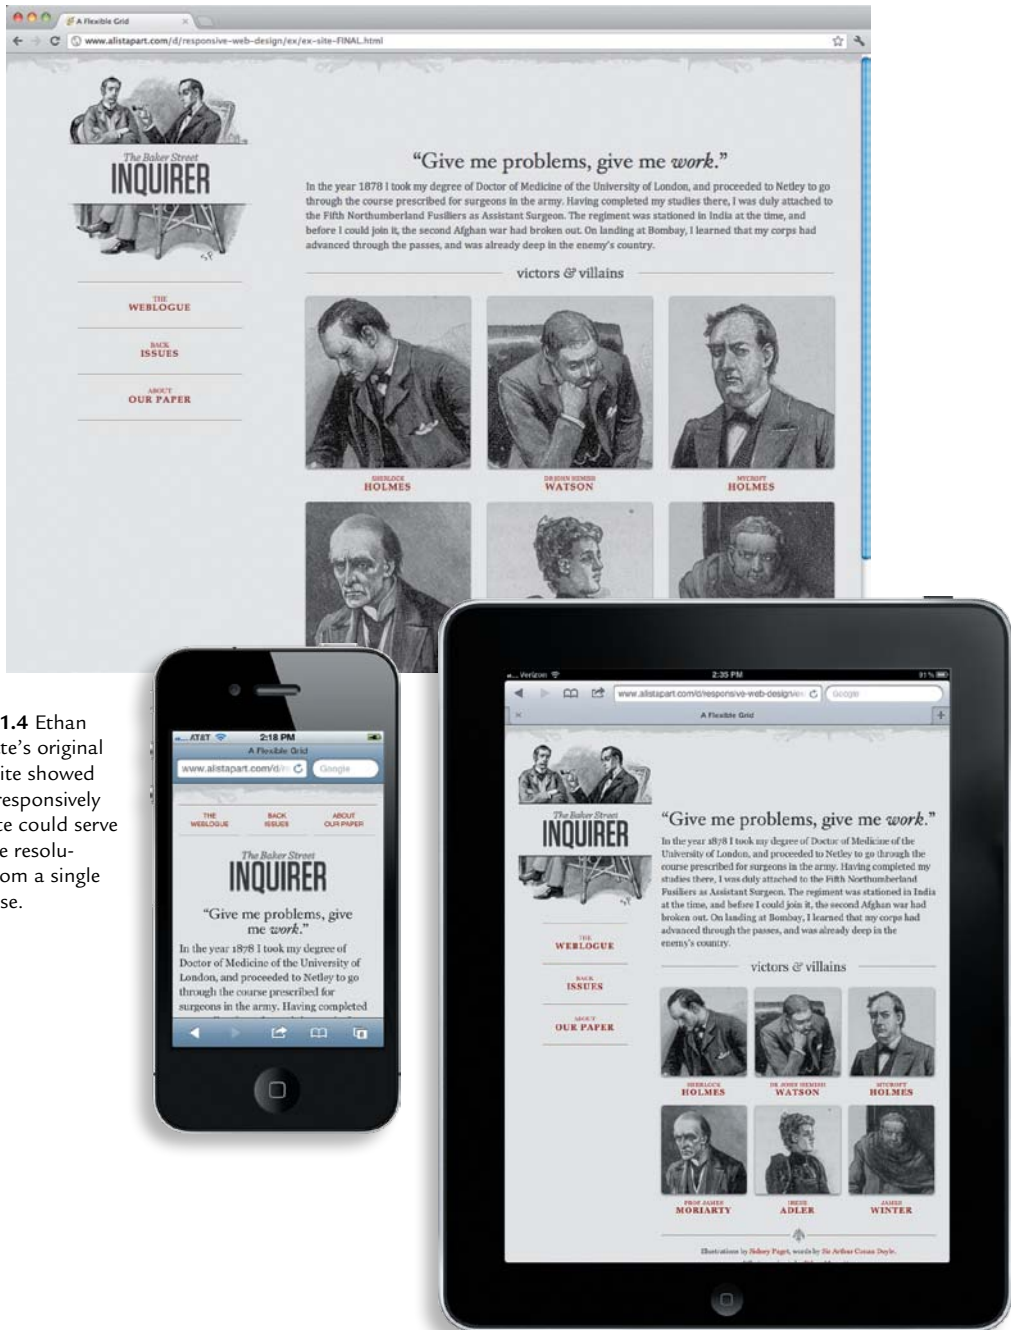 A Flexible Grid
www.alistapart.com/d/responsive-web-design/ex/ex-site-FINAL.html
The Baker Street
INQUIRER
THE
WEBLOGUE
BACK
ISSUES
ABOUT
OUR PAPER
“Give me problems, give me work.”
In the year 1878 I took my degree of Doctor of Medicine of the University of London, and proceeded to Netley to go
through the course prescribed for surgeons in the army. Having completed my studies there, I was duly attached to
the Fifth Northumberland Fusiliers as Assistant Surgeon. The regiment was stationed in India at the time, and
before I could join it, the second Afghan war had broken out. On landing at Bombay, I learned that my corps had
advanced through the passes, and was already deep in the enemy’s country.
victors & villains
SHERLOCK
HOLMES
DR JOHN HEMISH
WATSON
MYCROFT
HOLMES
1.4 Ethan
te’s original
ite showed
responsively
te could serve
e resolu-
om a single
se.
AT&T 2:18 PM
A Flexible Grid
www.alistapart.com/d/r Google
THE
WEBLOGUE
BACK
ISSUES
ABOUT
OUR PAPER
The Baker Street
INQUIRER
“Give me problems, give
me work.”
In the year 1878 I took my degree of
Doctor of Medicine of the University of
London, and proceeded to Netley to go
through the course prescribed for
surgeons in the army. Having completed
Verizon 2:35 PM 91%
www.alistapart.com/d/responsive-web-design/ex Google
A Flexible Grid
The Baker Street
INQUIRER
THE
WEBLOGUE
BACK
ISSUES
ABOUT
OUR PAPER
“Give me problems, give me work.”
In the year 1878 I took my degree of Doctor of Medicine of the
University of London, and proceeded to Netley to go through the
course prescribed for surgeons in the army. Having completed my
studies there, I was duly attached to the Fifth Northumberland
Fusiliers as Assistant Surgeon. The regiment was stationed in India
at the time, and before I could join it, the second Afghan war had
broken out. On landing at Bombay, I learned that my corps had
advanced through the passes, and was already deep in the
enemy’s country.
victors & villains
SHERLOCK
HOLMES
DR JOHN HEMISH
WATSON
MYCROFT
HOLMES
PROF JAMES
MORIARTY
IRENE
ADLER
JAMES
WINTER
Illustrations by Sidney Paget, words by Sir Arthur Conan Doyle.